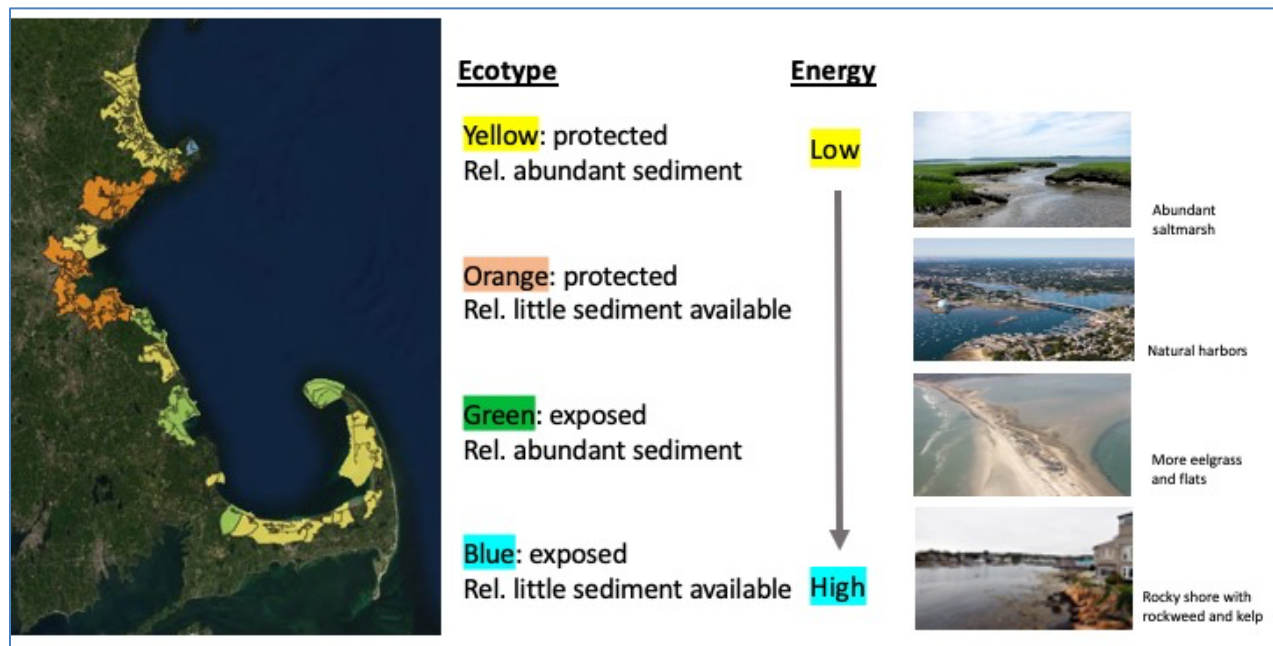 Ecotype
Energy
Yellow: protected
Rel. abundant sediment
Low
Abundant
saltmarsh
Orange: protected
Rel. little sediment available
Natural harbors
Green: exposed
Rel. abundant sediment
More eelgrass
and flats
Blue: exposed
Rel. little sediment available
High
Rocky shore with
rockweed and kelp